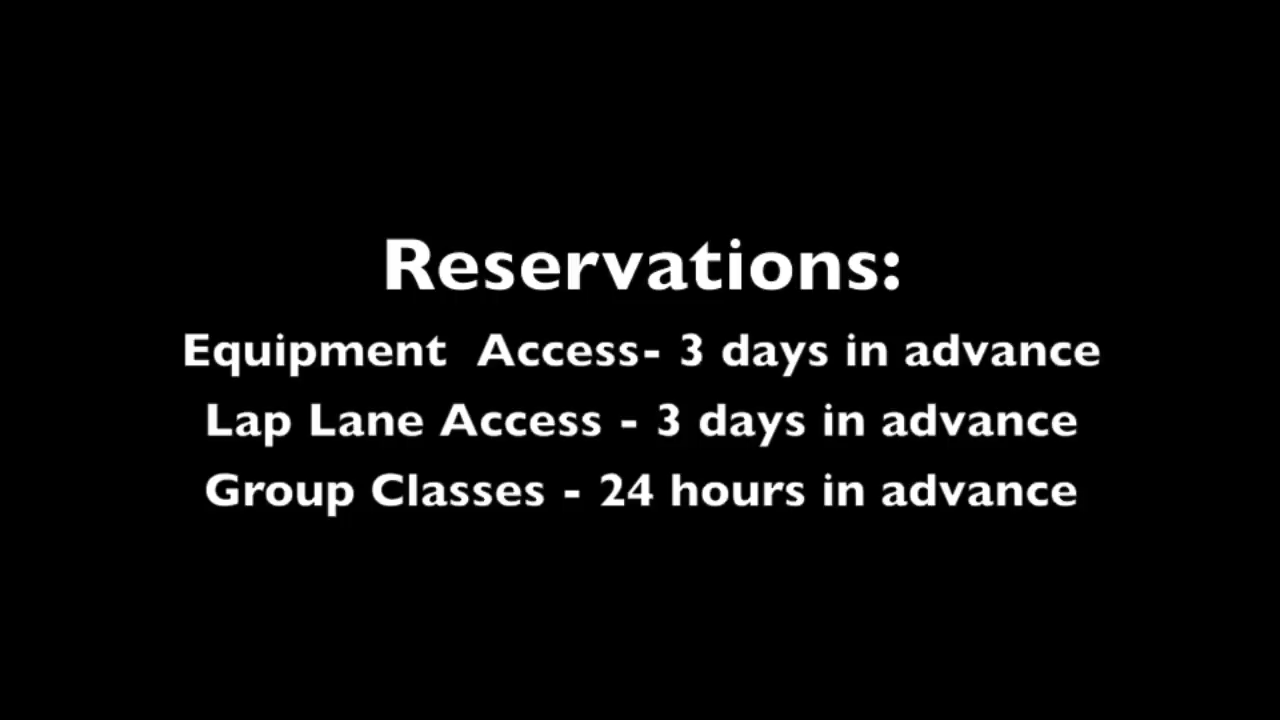 Reservations:
Equipment  Access- 3 days in advance
Lap Lane Access - 3 days in advance
Group Classes - 24 hours in advance